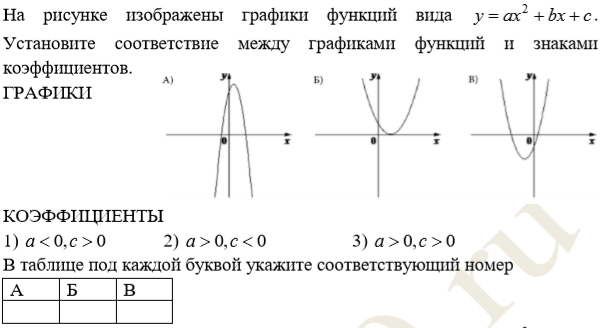 На рисунке изображены графики функций вида y = ax² + bx + c .
Установите соответствие между графиками функций и знаками
коэффициентов.
ГРАФИКИ
А) y 0 x Б) y 0 x В) y 0 x
КОЭФФИЦИЕНТЫ
1) a < 0, c > 0 2) a > 0, c < 0 3) a > 0, c > 0
В таблице под каждой буквой укажите соответствующий номер
А Б В